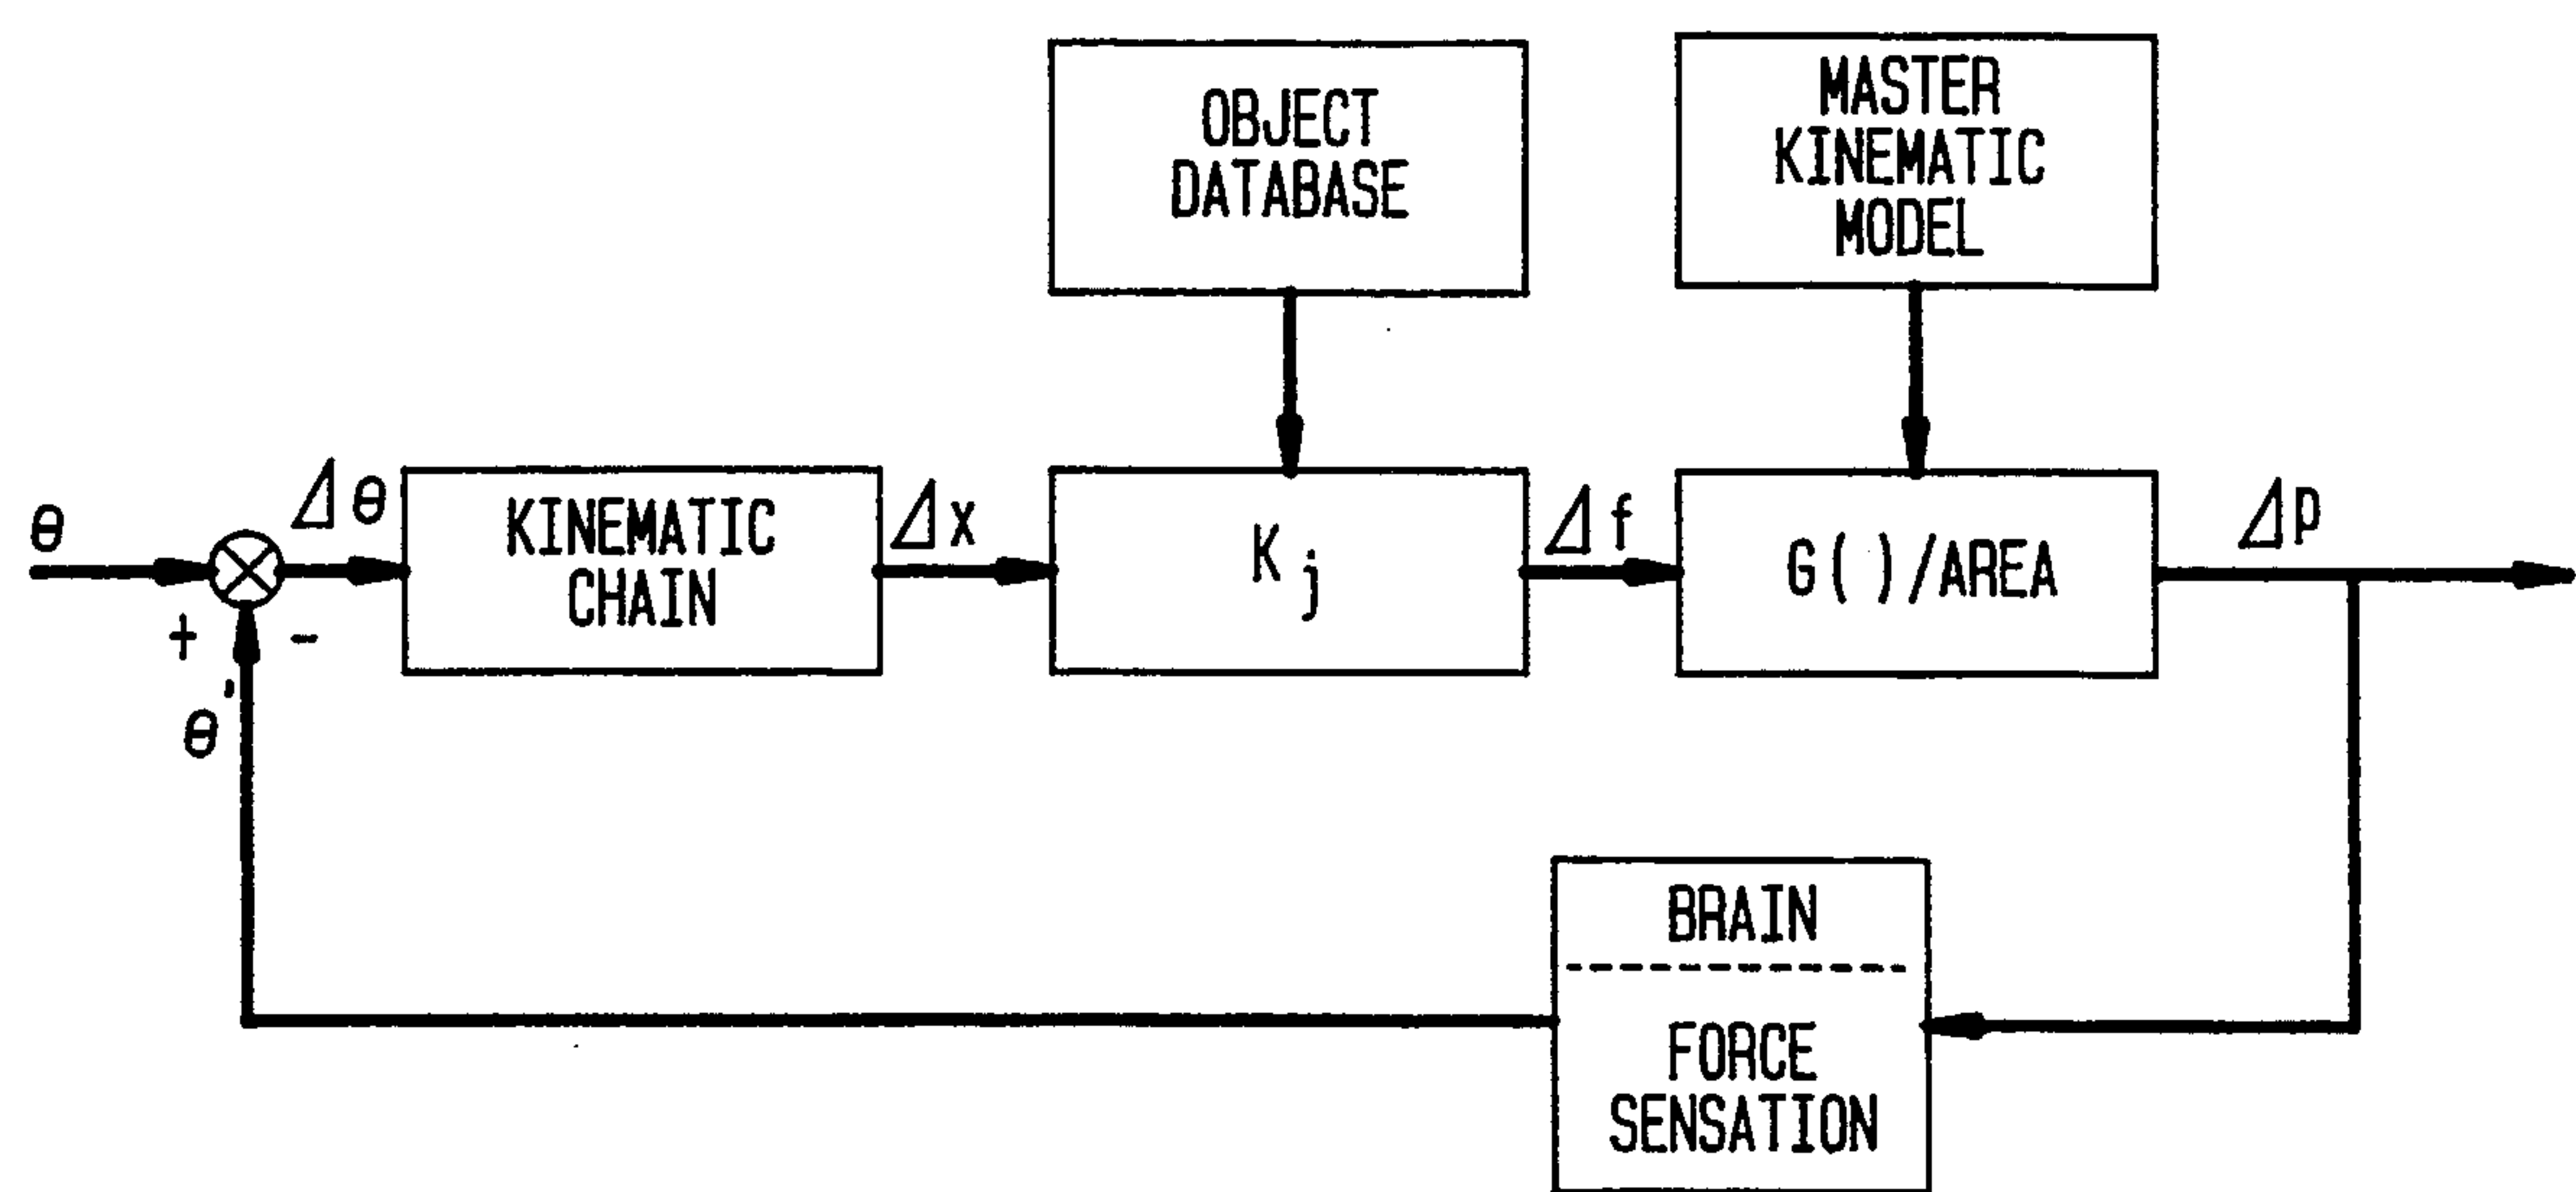 OBJECT
DATABASE
MASTER
KINEMATIC
MODEL
θ
Δθ
KINEMATIC
CHAIN
Δx
K j
Δf
G( )/AREA
Δp
+
-
θ'
BRAIN
FORCE
SENSATION